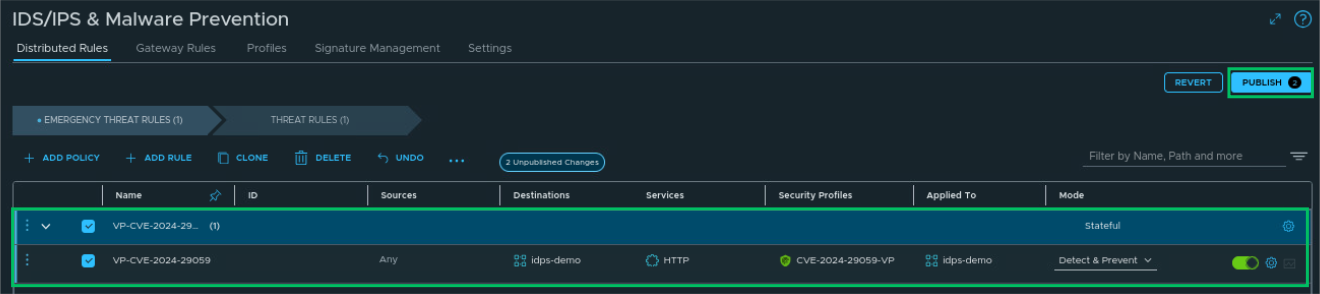 IDS/IPS & Malware Prevention
Distributed Rules Gateway Rules Profiles Signature Management Settings
REVERT PUBLISH 2
EMERGENCY THREAT RULES (1) THREAT RULES (1)
+ ADD POLICY + ADD RULE CLONE DELETE UNDO ... 2 Unpublished Changes Filter by Name, Path and more
Name ID Sources Destinations Services Security Profiles Applied To Mode
VP-CVE-2024-29... (1) Stateful
VP-CVE-2024-29059 Any idps-demo HTTP CVE-2024-29059-VP idps-demo Detect & Prevent